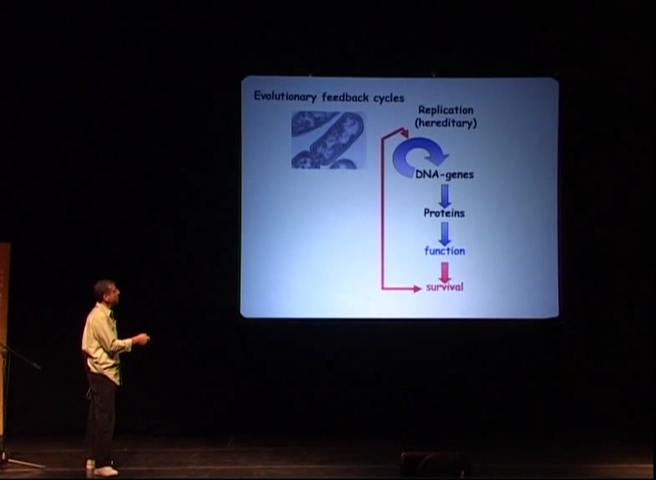 Evolutionary feedback cycles
Replication
(hereditary)
DNA-genes
Proteins
function
survival